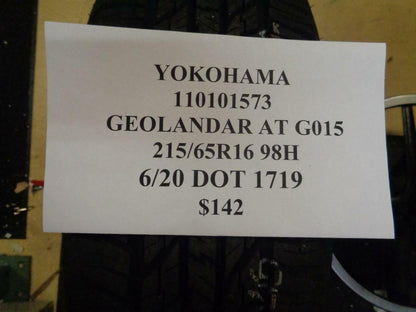 YOKOHAMA
110101573
GEOLANDAR AT G015
215/65R16 98H
6/20 DOT 1719
$142